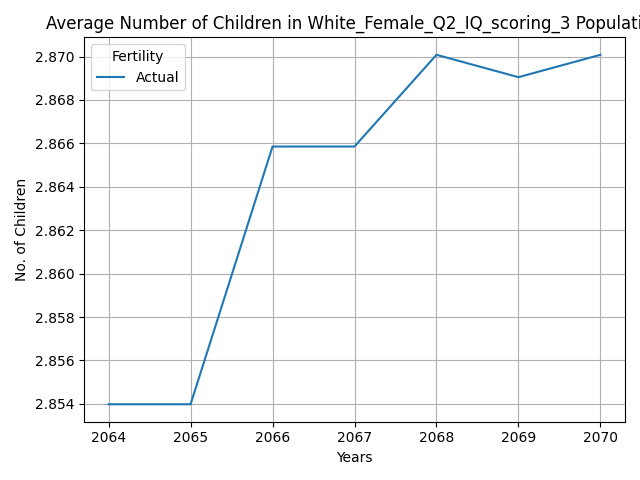 Average Number of Children in White_Female_Q2_IQ_scoring_3 Populati
Fertility
Actual
2.870
2.868
2.866
2.864
2.862
2.860
2.858
2.856
2.854
No. of Children
2064 2065 2066 2067 2068 2069 2070
Years